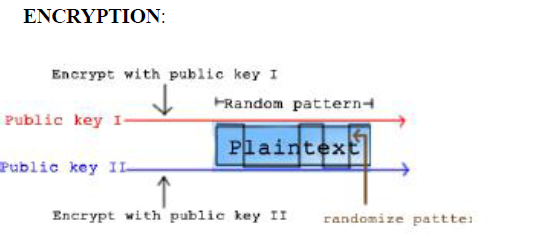 ENCRYPTION:
Encrypt with public key I
Random pattern
Public key I
Plaintext
Public key II
Encrypt with public key II
randomize patttei